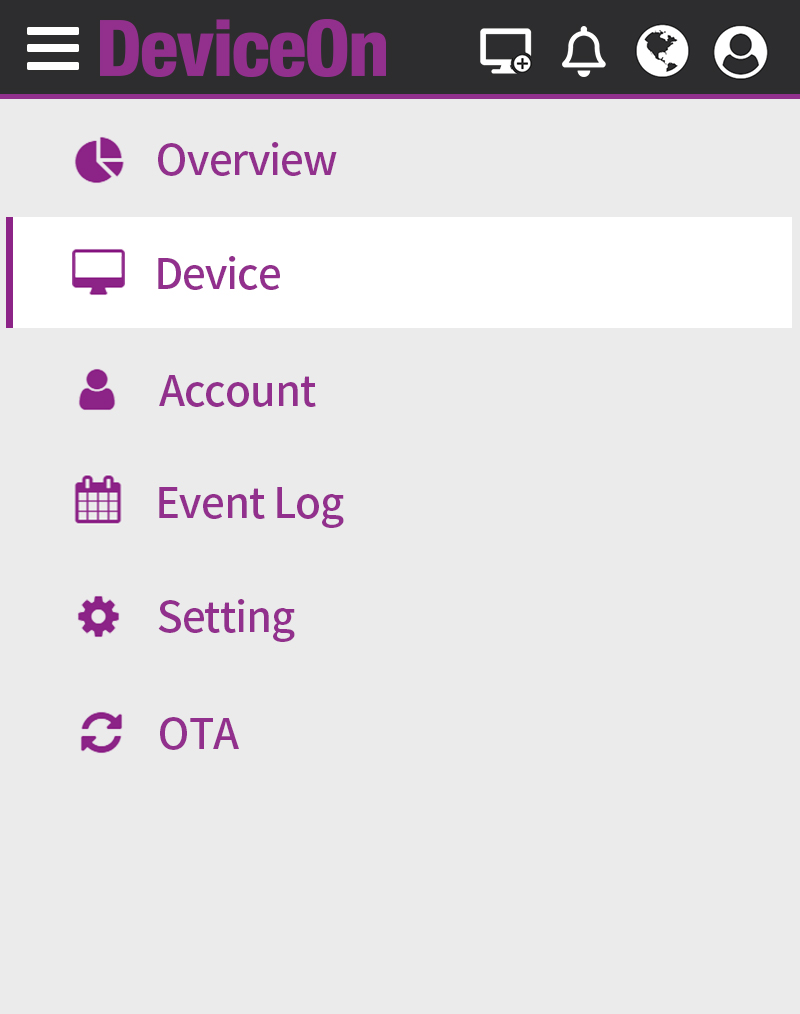 DeviceOn
Overview
Device
Account
Event Log
Setting
OTA